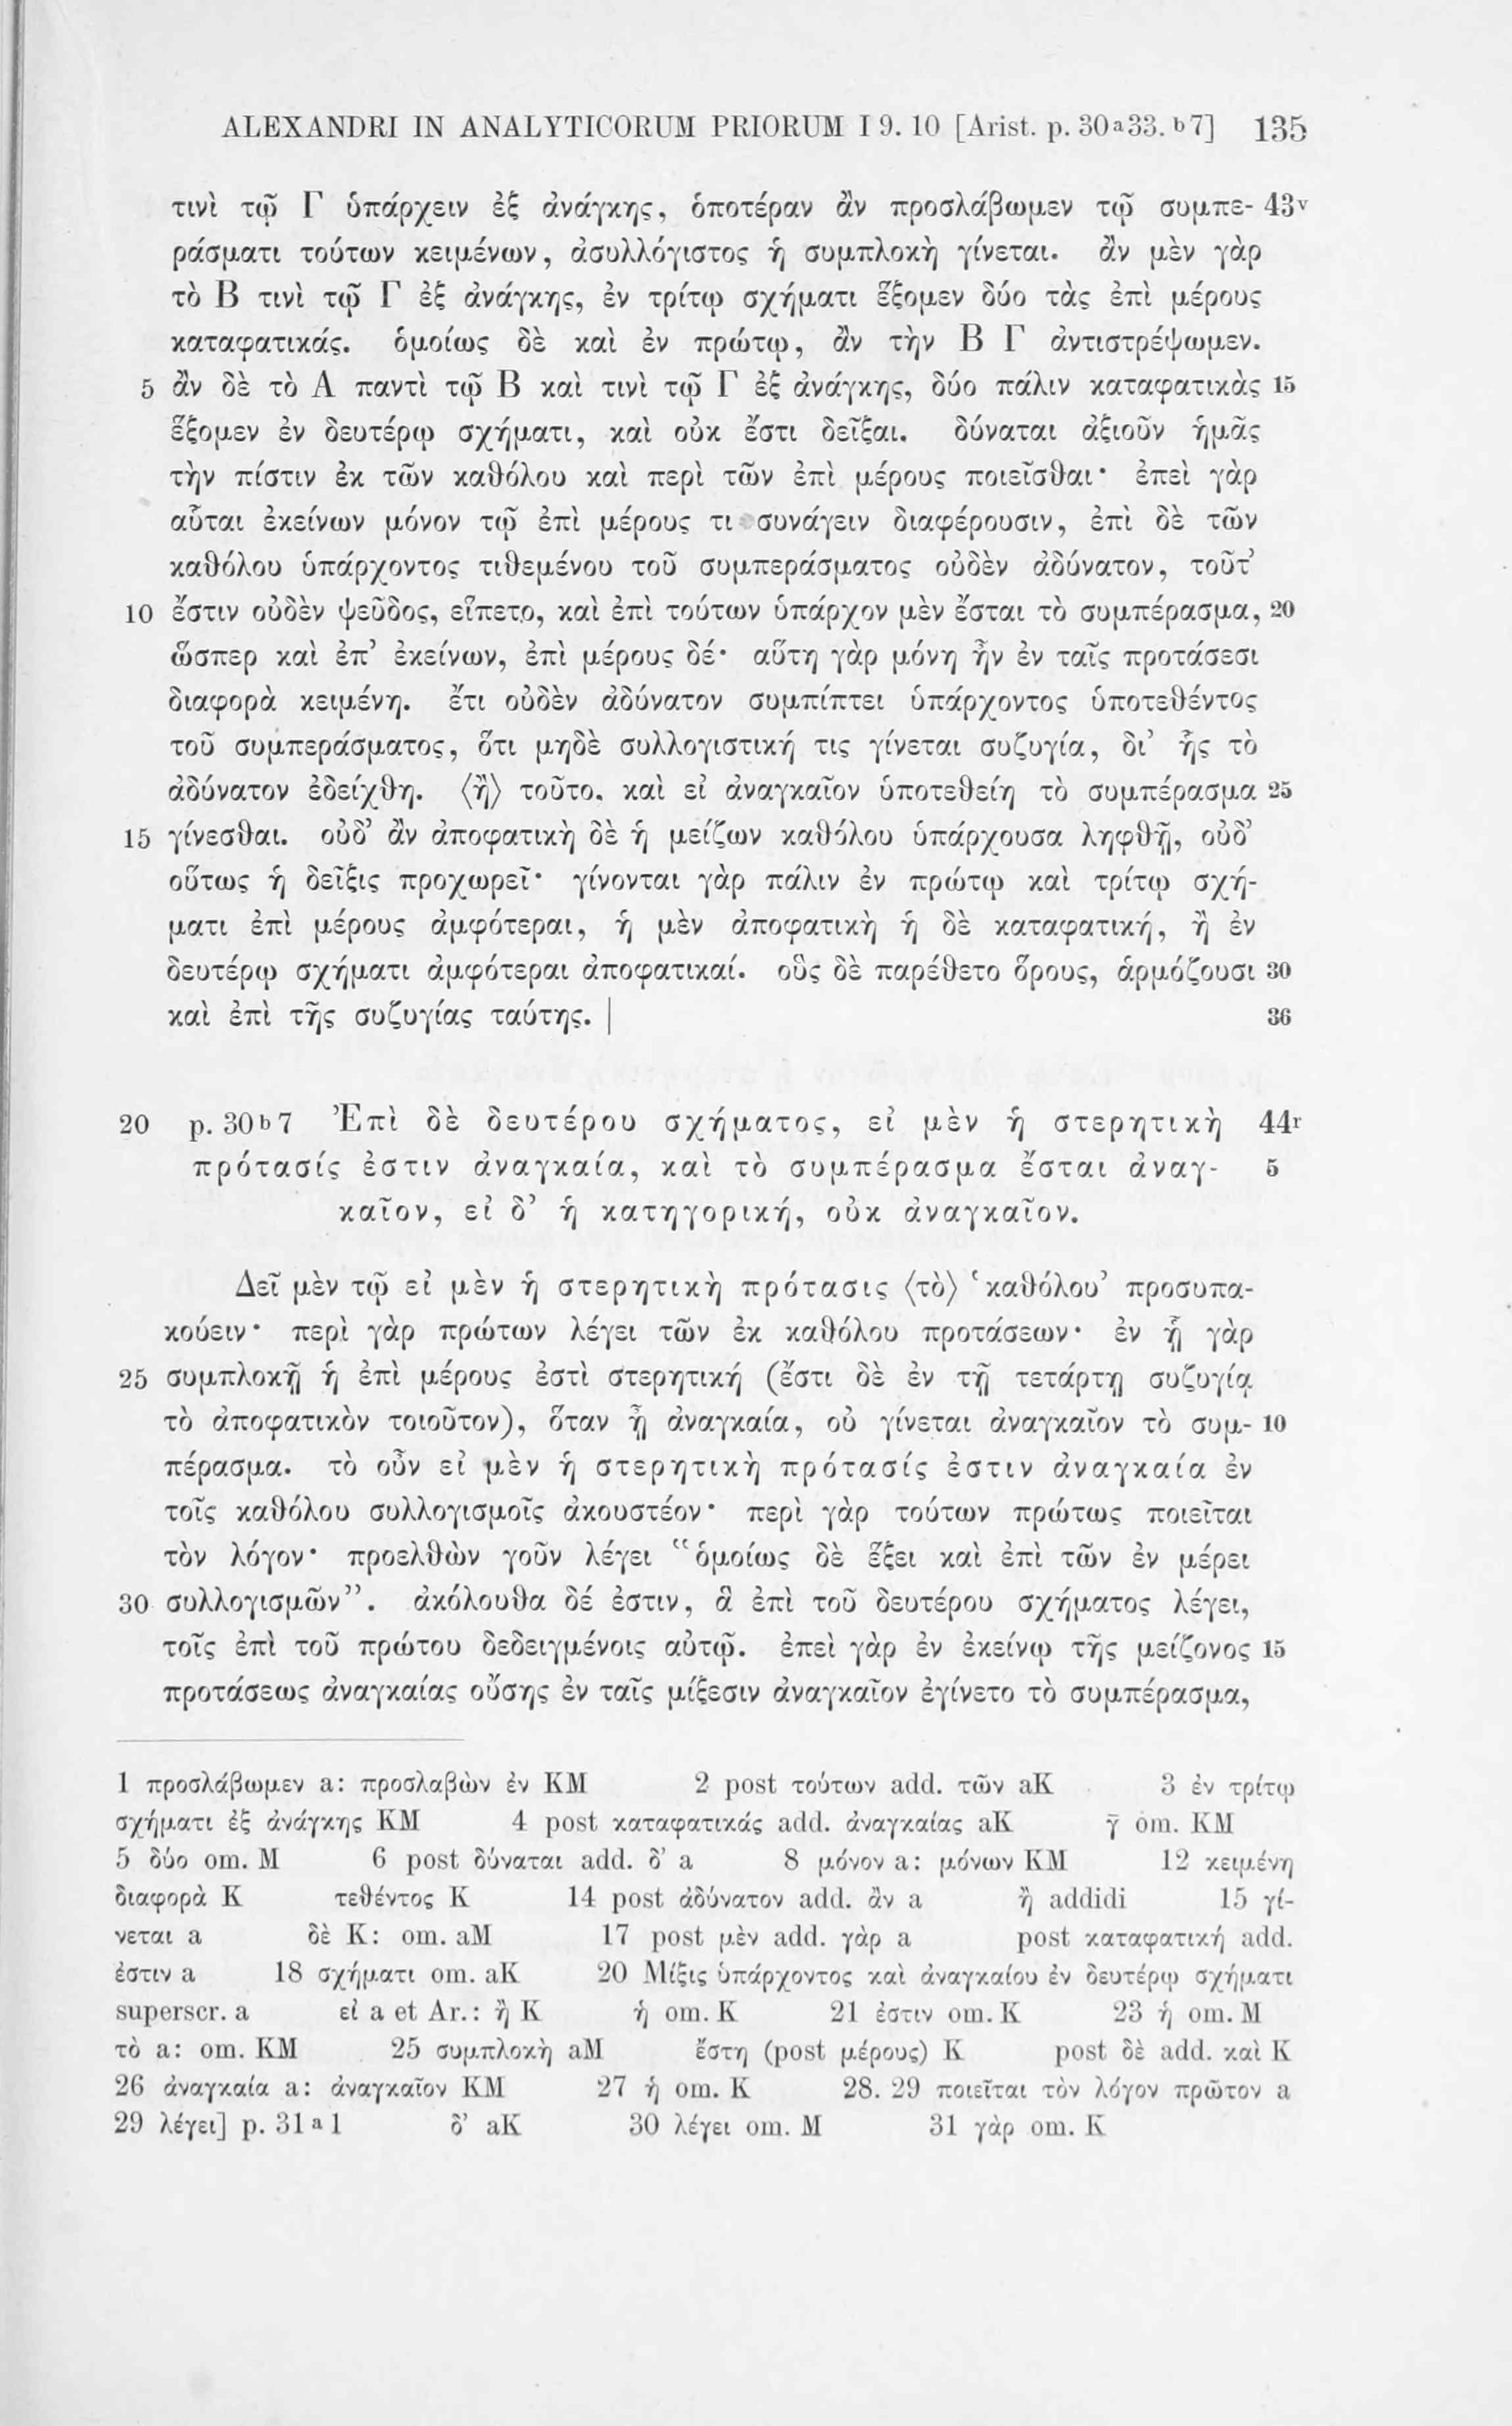 ALEXANDRI IN ANALYTICORUM PRIORUM I 9. 10 [Arist. p. 30a33. b7] 135
τινὶ τῷ Γ ὑπάρχειν ἐξ ἀνάγκης, ὁποτέραν ἂν προσλάβωμεν τῷ συμπε- 43v
ράσματι τούτων κειμένων, ἀσυλλόγιστος ἡ συμπλοκὴ γίνεται. ἂν μὲν γὰρ
τὸ Β τινὶ τῷ Γ ἐξ ἀνάγκης, ἐν τρίτῳ σχήματι ἕξομεν δύο τὰς ἐπὶ μέρους
καταφατικάς. ὁμοίως δὲ καὶ ἐν πρώτῳ, ἂν τὴν Β Γ ἀντιστρέψωμεν.
5 ἂν δὲ τὸ Α παντὶ τῷ Β καὶ τινὶ τῷ Γ ἐξ ἀνάγκης, δύο πάλιν καταφατικὰς 15
ἕξομεν ἐν δευτέρῳ σχήματι, καὶ οὐκ ἔστι δεῖξαι. δύναται ἀξιοῦν ἡμᾶς
τὴν πίστιν ἐκ τῶν καθόλου καὶ περὶ τῶν ἐπὶ μέρους ποιεῖσθαι· ἐπεὶ γὰρ
αὗται ἐκείνων μόνον τῷ ἐπὶ μέρους τι συνάγειν διαφέρουσιν, ἐπὶ δὲ τῶν
καθόλου ὑπάρχοντος τιθεμένου τοῦ συμπεράσματος οὐδὲν ἀδύνατον, τοῦτ’
10 ἔστιν οὐδὲν ψεῦδος, εἵπετο, καὶ ἐπὶ τούτων ὑπάρχον μὲν ἔσται τὸ συμπέρασμα, 20
ὥσπερ καὶ ἐπ’ ἐκείνων, ἐπὶ μέρους δέ· αὕτη γὰρ μόνη ἦν ἐν ταῖς προτάσεσι
διαφορὰ κειμένη. ἔτι οὐδὲν ἀδύνατον συμπίπτει ὑπάρχοντος ὑποτεθέντος
τοῦ συμπεράσματος, ὅτι μηδὲ συλλογιστική τις γίνεται συζυγία, δι’ ἧς τὸ
ἀδύνατον ἐδείχθη. ⟨ἢ⟩ τοῦτο, καὶ εἰ ἀναγκαῖον ὑποτεθείη τὸ συμπέρασμα 25
15 γίνεσθαι. οὐδ’ ἂν ἀποφατικὴ δὲ ἡ μείζων καθόλου ὑπάρχουσα ληφθῇ, οὐδ’
οὕτως ἡ δεῖξις προχωρεῖ· γίνονται γὰρ πάλιν ἐν πρώτῳ καὶ τρίτῳ σχή-
ματι ἐπὶ μέρους ἀμφότεραι, ἡ μὲν ἀποφατικὴ ἡ δὲ καταφατική, ἢ ἐν
δευτέρῳ σχήματι ἀμφότεραι ἀποφατικαί. οὓς δὲ παρέθετο ὅρους, ἁρμόζουσι 30
καὶ ἐπὶ τῆς συζυγίας ταύτης. | 36
20 p. 30b7 Ἐπὶ δὲ δευτέρου σχήματος, εἰ μὲν ἡ στερητικὴ 44r
πρότασίς ἐστιν ἀναγκαία, καὶ τὸ συμπέρασμα ἔσται ἀναγ- 5
καῖον, εἰ δ’ ἡ κατηγορική, οὐκ ἀναγκαῖον.
Δεῖ μὲν τῷ εἰ μὲν ἡ στερητικὴ πρότασις ⟨τὸ⟩ ‘καθόλου’ προσυπα-
κούειν· περὶ γὰρ πρώτων λέγει τῶν ἐκ καθόλου προτάσεων· ἐν ᾗ γὰρ
25 συμπλοκῇ ἡ ἐπὶ μέρους ἐστὶ στερητική (ἔστι δὲ ἐν τῇ τετάρτῃ συζυγίᾳ
τὸ ἀποφατικὸν τοιοῦτον), ὅταν ᾖ ἀναγκαία, οὐ γίνεται ἀναγκαῖον τὸ συμ- 10
πέρασμα. τὸ οὖν εἰ μὲν ἡ στερητικὴ πρότασίς ἐστιν ἀναγκαία ἐν
τοῖς καθόλου συλλογισμοῖς ἀκουστέον· περὶ γὰρ τούτων πρώτως ποιεῖται
τὸν λόγον· προελθὼν γοῦν λέγει “ὁμοίως δὲ ἕξει καὶ ἐπὶ τῶν ἐν μέρει
30 συλλογισμῶν”. ἀκόλουθα δέ ἐστιν, ἃ ἐπὶ τοῦ δευτέρου σχήματος λέγει,
τοῖς ἐπὶ τοῦ πρώτου δεδειγμένοις αὐτῷ. ἐπεὶ γὰρ ἐν ἐκείνῳ τῆς μείζονος 15
προτάσεως ἀναγκαίας οὔσης ἐν ταῖς μίξεσιν ἀναγκαῖον ἐγίνετο τὸ συμπέρασμα,
1 προσλάβωμεν a: προσλαβὼν ἐν KM 2 post τούτων add. τῶν aK 3 ἐν τρίτῳ
σχήματι ἐξ ἀνάγκης KM 4 post καταφατικάς add. ἀναγκαίας aK γ̄ om. KM
5 δύο om. M 6 post δύναται add. δ’ a 8 μόνον a: μόνων KM 12 κειμένη
διαφορὰ K τεθέντος K 14 post ἀδύνατον add. ἂν a ἢ addidi 15 γί-
νεται a δὲ K: om. aM 17 post μὲν add. γὰρ a post καταφατική add.
ἐστιν a 18 σχήματι om. aK 20 Μίξις ὑπάρχοντος καὶ ἀναγκαίου ἐν δευτέρῳ σχήματι
superscr. a εἰ a et Ar.: ἢ K ἡ om. K 21 ἐστιν om. K 23 ἡ om. M
τὸ a: om. KM 25 συμπλοκὴ aM ἔστη (post μέρους) K post δὲ add. καὶ K
26 ἀναγκαία a: ἀναγκαῖον KM 27 ἡ om. K 28. 29 ποιεῖται τὸν λόγον πρῶτον a
29 λέγει] p. 31a1 δ’ aK 30 λέγει om. M 31 γὰρ om. K